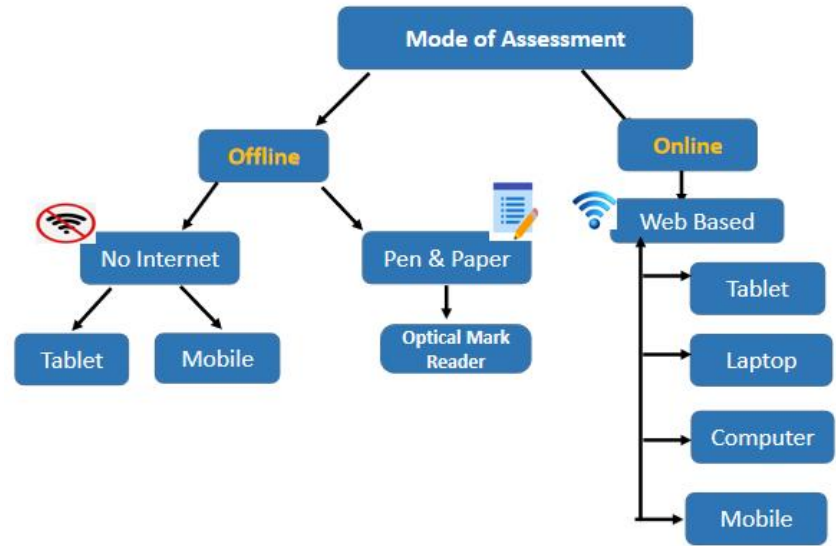 Mode of Assessment
Offline
Online
No Internet
Pen & Paper
Web Based
Tablet
Mobile
Optical Mark
Reader
Tablet
Laptop
Computer
Mobile